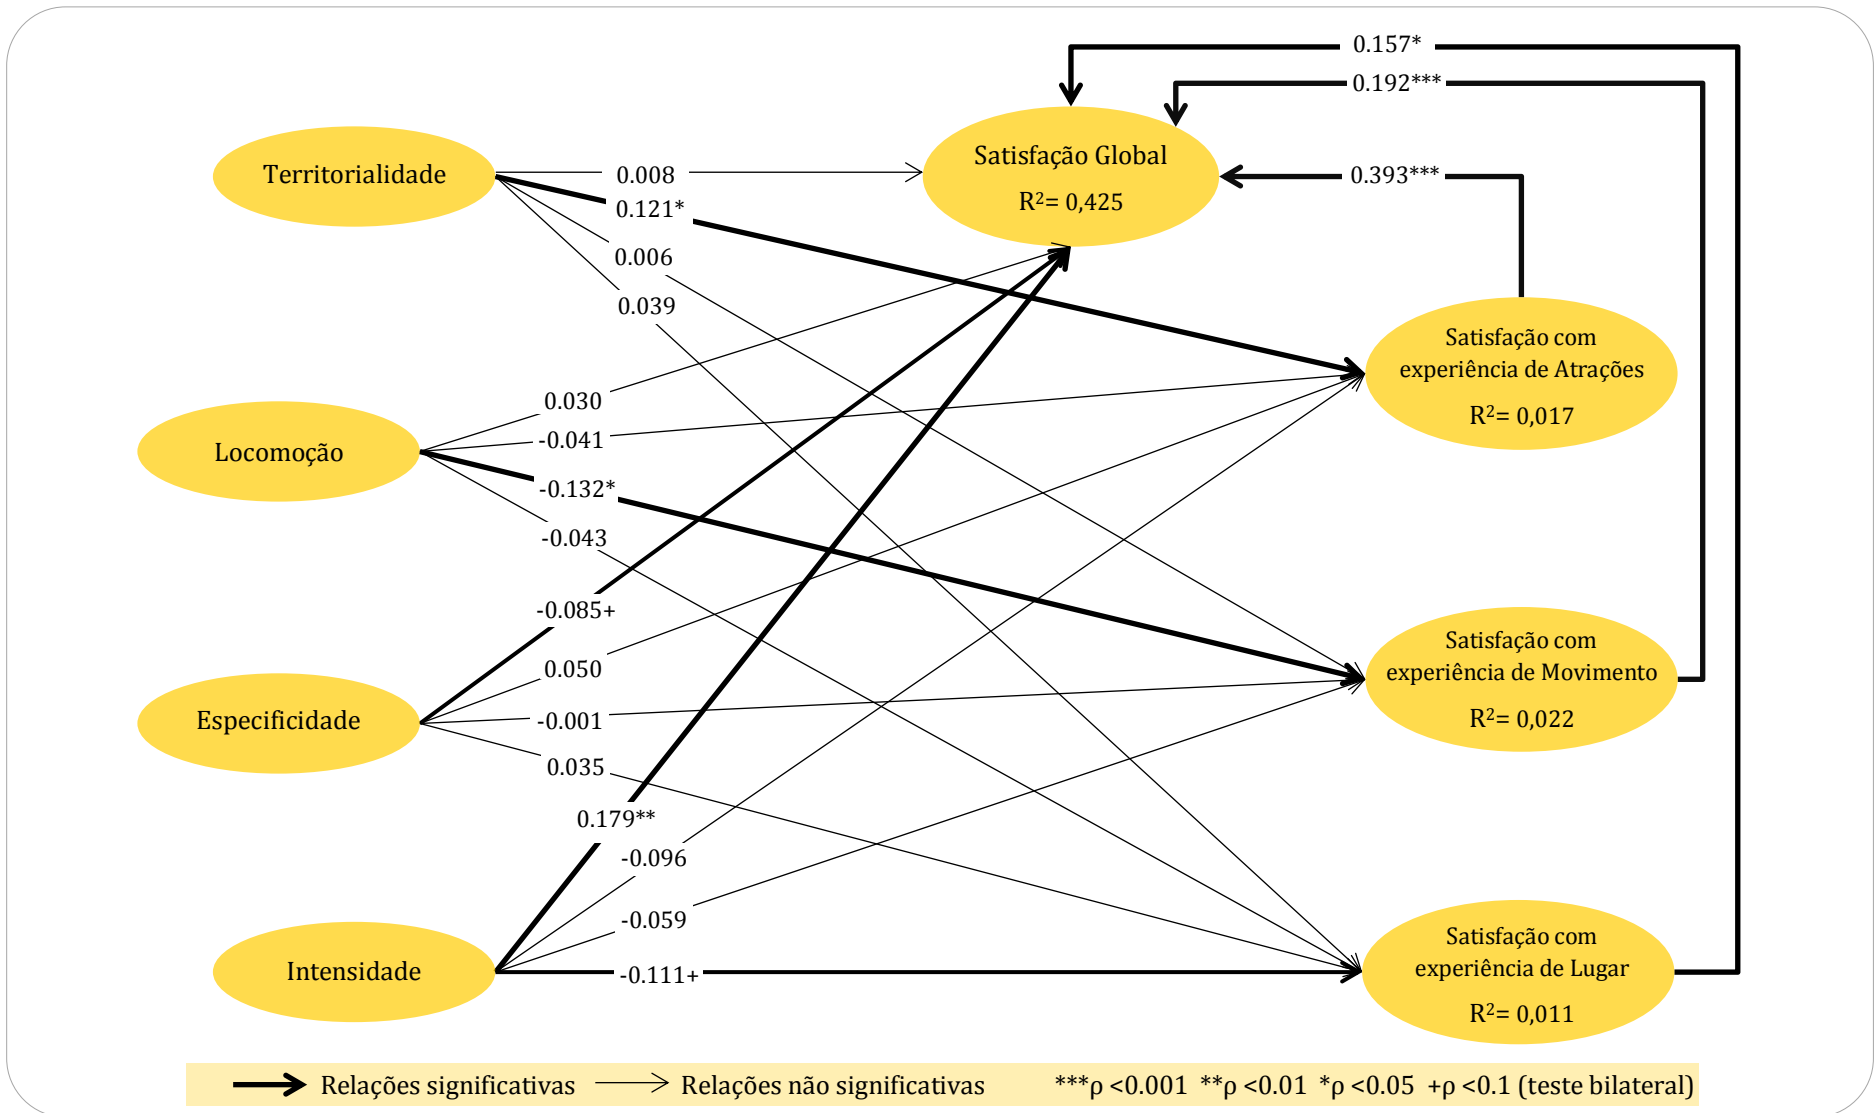 0.157*
0.192***
Territorialidade
0.008
0.121*
0.006
0.039
Satisfação Global
R²= 0,425
0.393***
Satisfação com
experiência de Atrações
R²= 0,017
Locomoção
0.030
-0.041
-0.132*
-0.043
Especificidade
-0.085+
0.050
-0.001
0.035
Satisfação com
experiência de Movimento
R²= 0,022
Intensidade
0.179**
-0.096
-0.059
-0.111+
Satisfação com
experiência de Lugar
R²= 0,011
Relações significativas Relações não significativas ***ρ <0.001 **ρ <0.01 *ρ <0.05 +ρ <0.1 (teste bilateral)